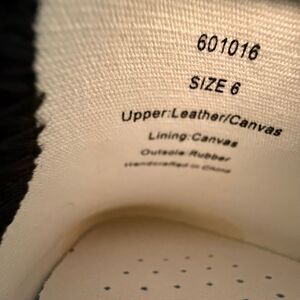 601016
SIZE 6
Upper:Leather/Canvas
Lining:Canvas
Outsole:Rubber
Handcrafted in China